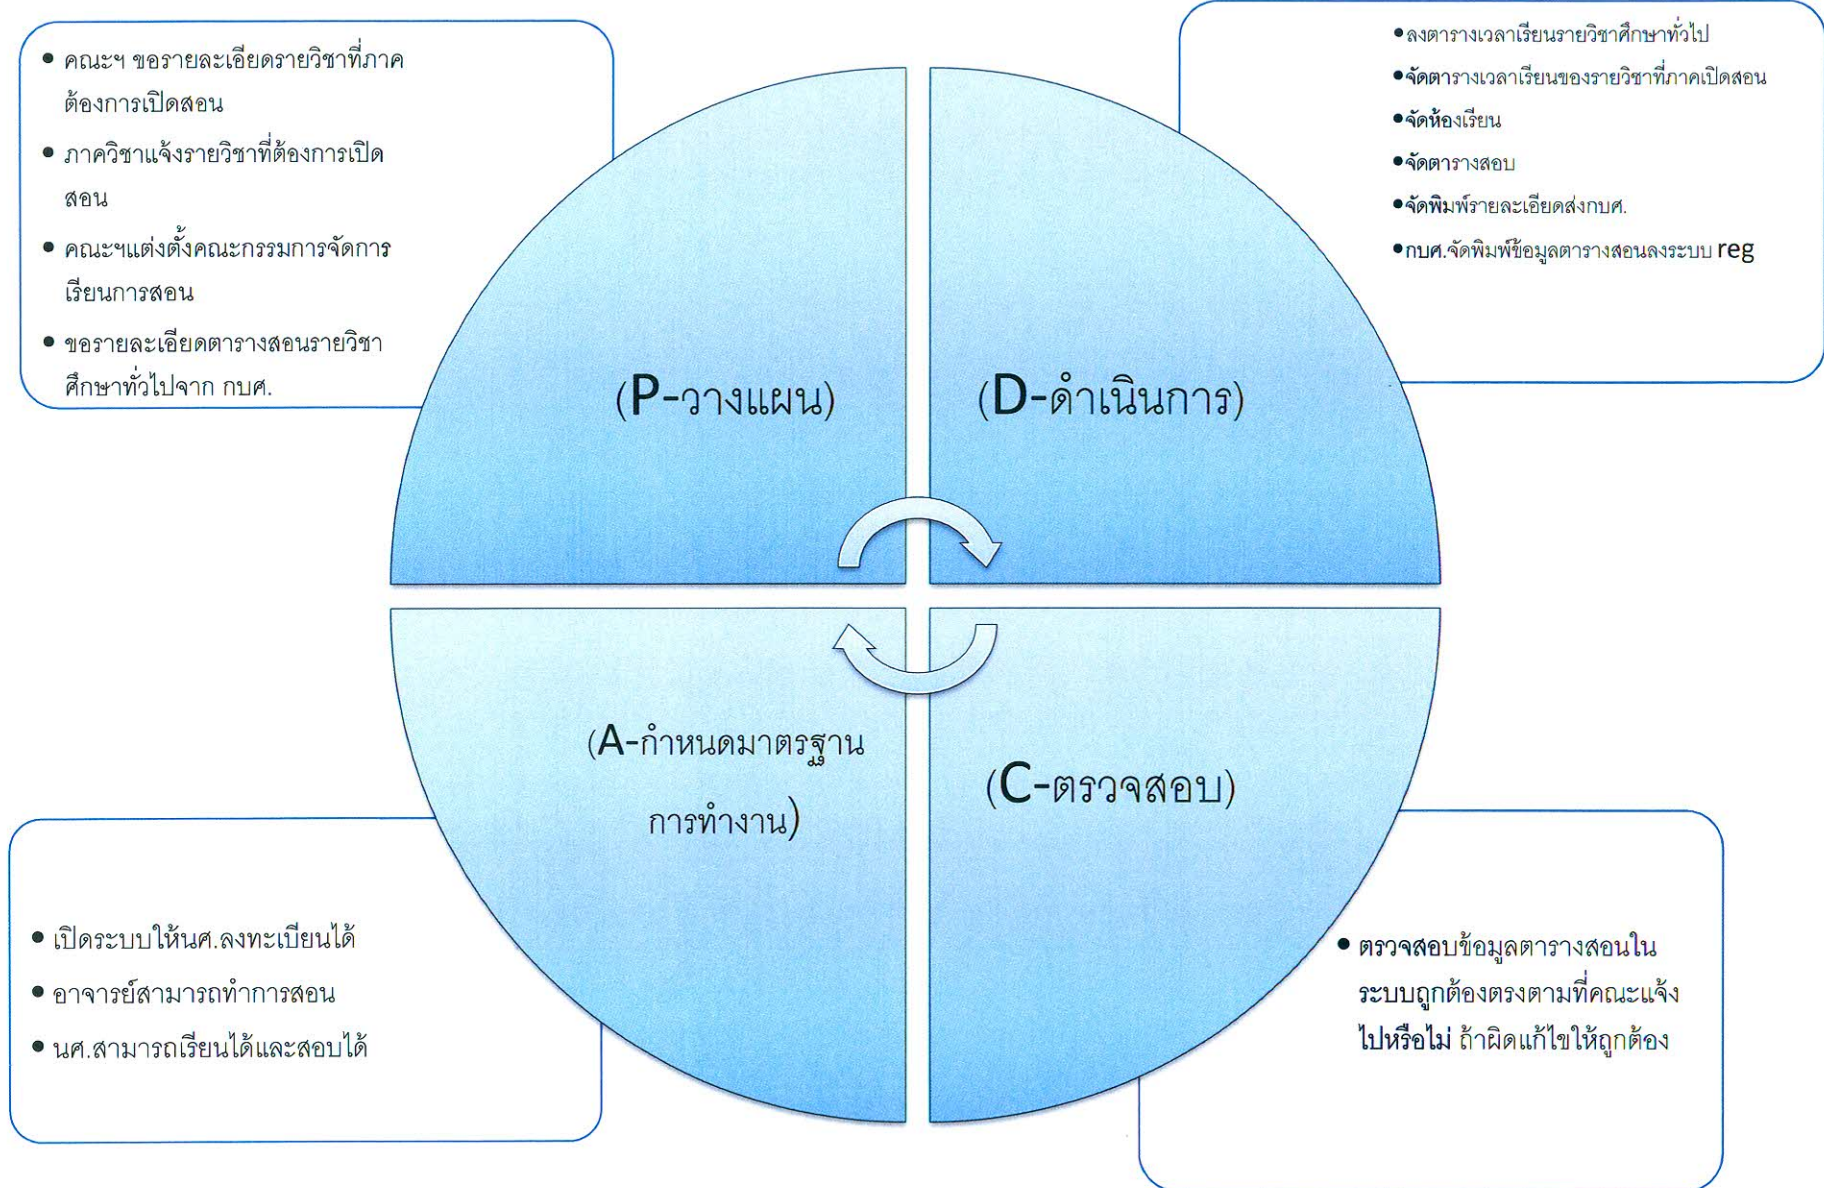 • คณะฯ ขอรายละเอียดรายวิชาที่ภาค
ต้องการเปิดสอน
• ภาควิชาแจ้งรายวิชาที่ต้องการเปิด
สอน
• คณะฯแต่งตั้งคณะกรรมการจัดการ
เรียนการสอน
• ขอรายละเอียดตารางสอนรายวิชา
ศึกษาทั่วไปจาก กบศ.
•ลงตารางเวลาเรียนรายวิชาศึกษาทั่วไป
•จัดตารางเวลาเรียนของรายวิชาที่ภาคเปิดสอน
•จัดห้องเรียน
•จัดตารางสอบ
•จัดพิมพ์รายละเอียดส่งกบศ.
•กบศ.จัดพิมพ์ข้อมูลตารางสอนลงระบบ reg
(P-วางแผน)
(D-ดำเนินการ)
(A-กำหนดมาตรฐาน
การทำงาน)
(C-ตรวจสอบ)
• เปิดระบบให้นศ.ลงทะเบียนได้
• อาจารย์สามารถทำการสอน
• นศ.สามารถเรียนได้และสอบได้
• ตรวจสอบข้อมูลตารางสอนใน
ระบบถูกต้องตรงตามที่คณะแจ้ง
ไปหรือไม่ ถ้าผิดแก้ไขให้ถูกต้อง